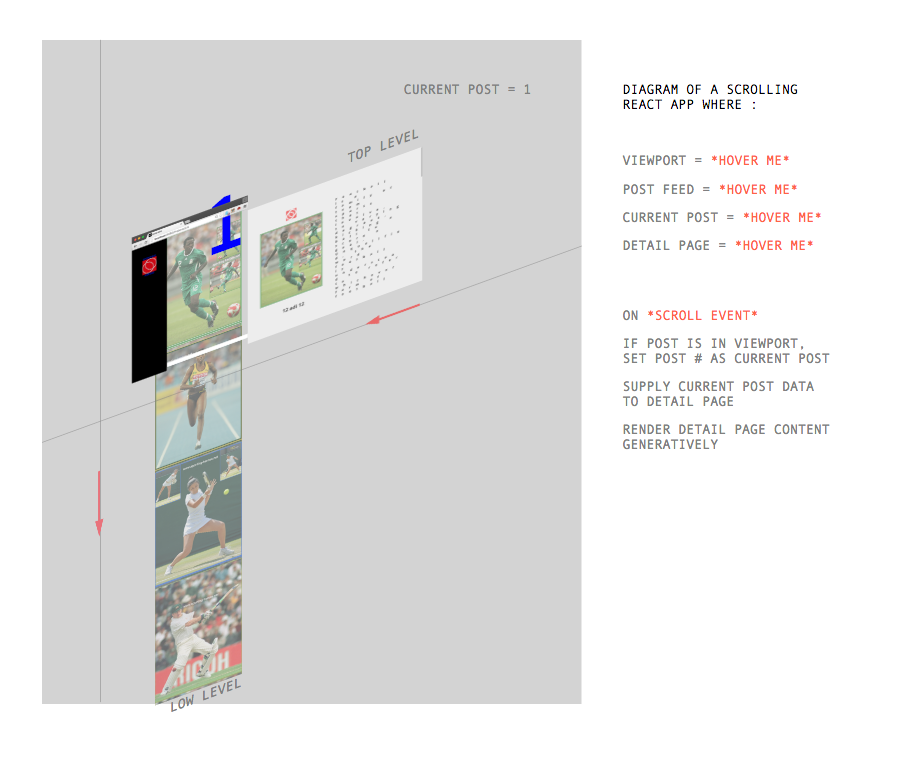 CURRENT POST = 1
TOP LEVEL
1
12 adl 12
RICOH
LOW LEVEL
DIAGRAM OF A SCROLLING
REACT APP WHERE :
VIEWPORT = *HOVER ME*
POST FEED = *HOVER ME*
CURRENT POST = *HOVER ME*
DETAIL PAGE = *HOVER ME*
ON *SCROLL EVENT*
IF POST IS IN VIEWPORT,
SET POST # AS CURRENT POST
SUPPLY CURRENT POST DATA
TO DETAIL PAGE
RENDER DETAIL PAGE CONTENT
GENERATIVELY